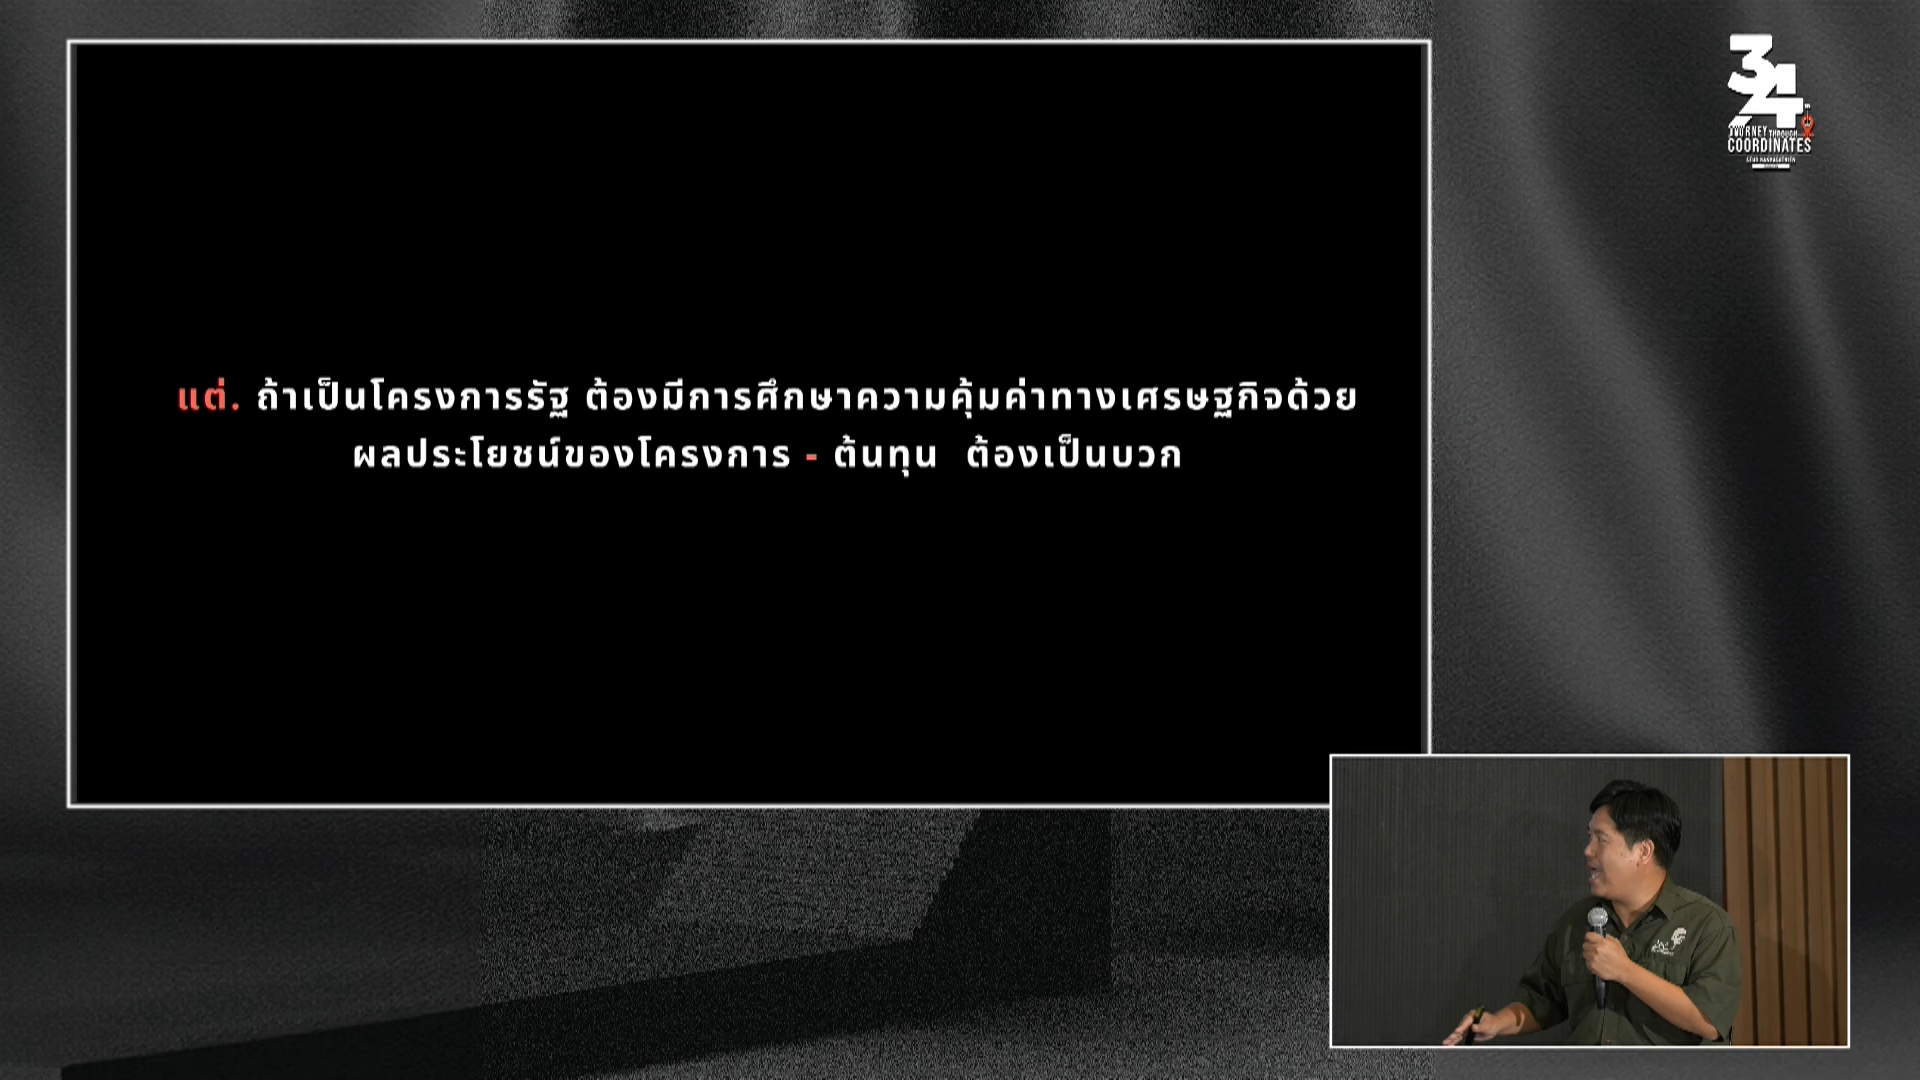 แต่. ถ้าเป็นโครงการรัฐ ต้องมีการศึกษาความคุ้มค่าทางเศรษฐกิจด้วย
ผลประโยชน์ของโครงการ - ต้นทุน ต้องเป็นบวก
34
JOURNEY THROUGH
COORDINATES